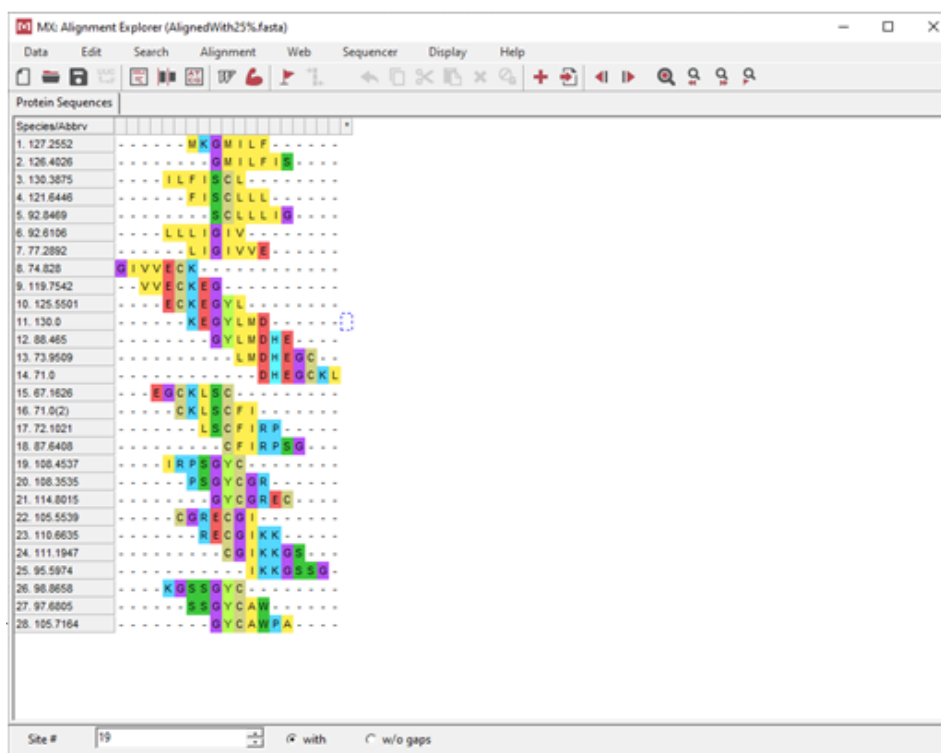 MX: Alignment Explorer (AlignedWith25%.fasta)
Data Edit Search Alignment Web Sequencer Display Help
Protein Sequences
Species/Abbrv *
1. 127.2552 - - - - - - M K G M I L F - - - - - -
2. 126.4026 - - - - - - - - G M I L F I S - - - -
3. 130.3875 - - - - I L F I S C L - - - - - - - -
4. 121.6446 - - - - - - F I S C L L L - - - - - -
5. 92.8469 - - - - - - - - S C L L L I G - - - -
6. 92.6106 - - - - L L L I G I V - - - - - - - -
7. 77.2892 - - - - - - L I G I V V E - - - - - -
8. 74.828 G I V V E C K - - - - - - - - - - - -
9. 119.7542 - - V V E C K E G - - - - - - - - - -
10. 125.5501 - - - - E C K E G Y L - - - - - - - -
11. 130.0 - - - - - - K E G Y L M D - - - - - -
12. 88.465 - - - - - - - - G Y L M D H E - - - -
13. 73.9509 - - - - - - - - - - L M D H E G C - -
14. 71.0 - - - - - - - - - - - - D H E G C K L
15. 67.1626 - - - E G C K L S C - - - - - - - - -
16. 71.0(2) - - - - - C K L S C F I - - - - - - -
17. 72.1021 - - - - - - - L S C F I R P - - - - -
18. 87.6408 - - - - - - - - - C F I R P S G - - -
19. 108.4537 - - - - I R P S G Y C - - - - - - - -
20. 108.3535 - - - - - - P S G Y C G R - - - - - -
21. 114.8015 - - - - - - - - G Y C G R E C - - - -
22. 105.5539 - - - - - C G R E C G I - - - - - - -
23. 110.6635 - - - - - - - R E C G I K K - - - - -
24. 111.1947 - - - - - - - - - C G I K K G S - - -
25. 95.5974 - - - - - - - - - - - I K K G S S G -
26. 98.8658 - - - - K G S S G Y C - - - - - - - -
27. 97.6805 - - - - - - S S G Y C A W - - - - - -
28. 105.7164 - - - - - - - - G Y C A W P A - - - -
Site # 19 with w/o gaps